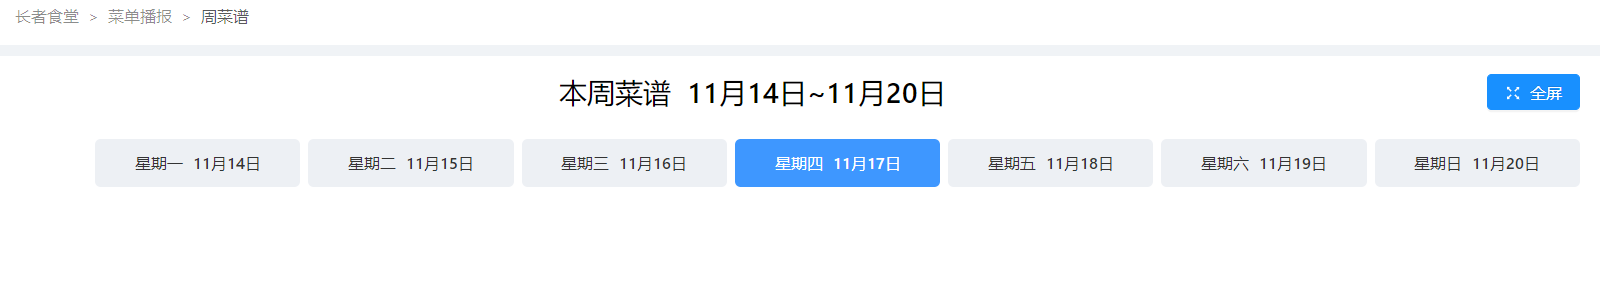 长者食堂 > 菜单播报 > 周菜谱
本周菜谱 11月14日~11月20日
全屏
星期一 11月14日 星期二 11月15日 星期三 11月16日 星期四 11月17日 星期五 11月18日 星期六 11月19日 星期日 11月20日